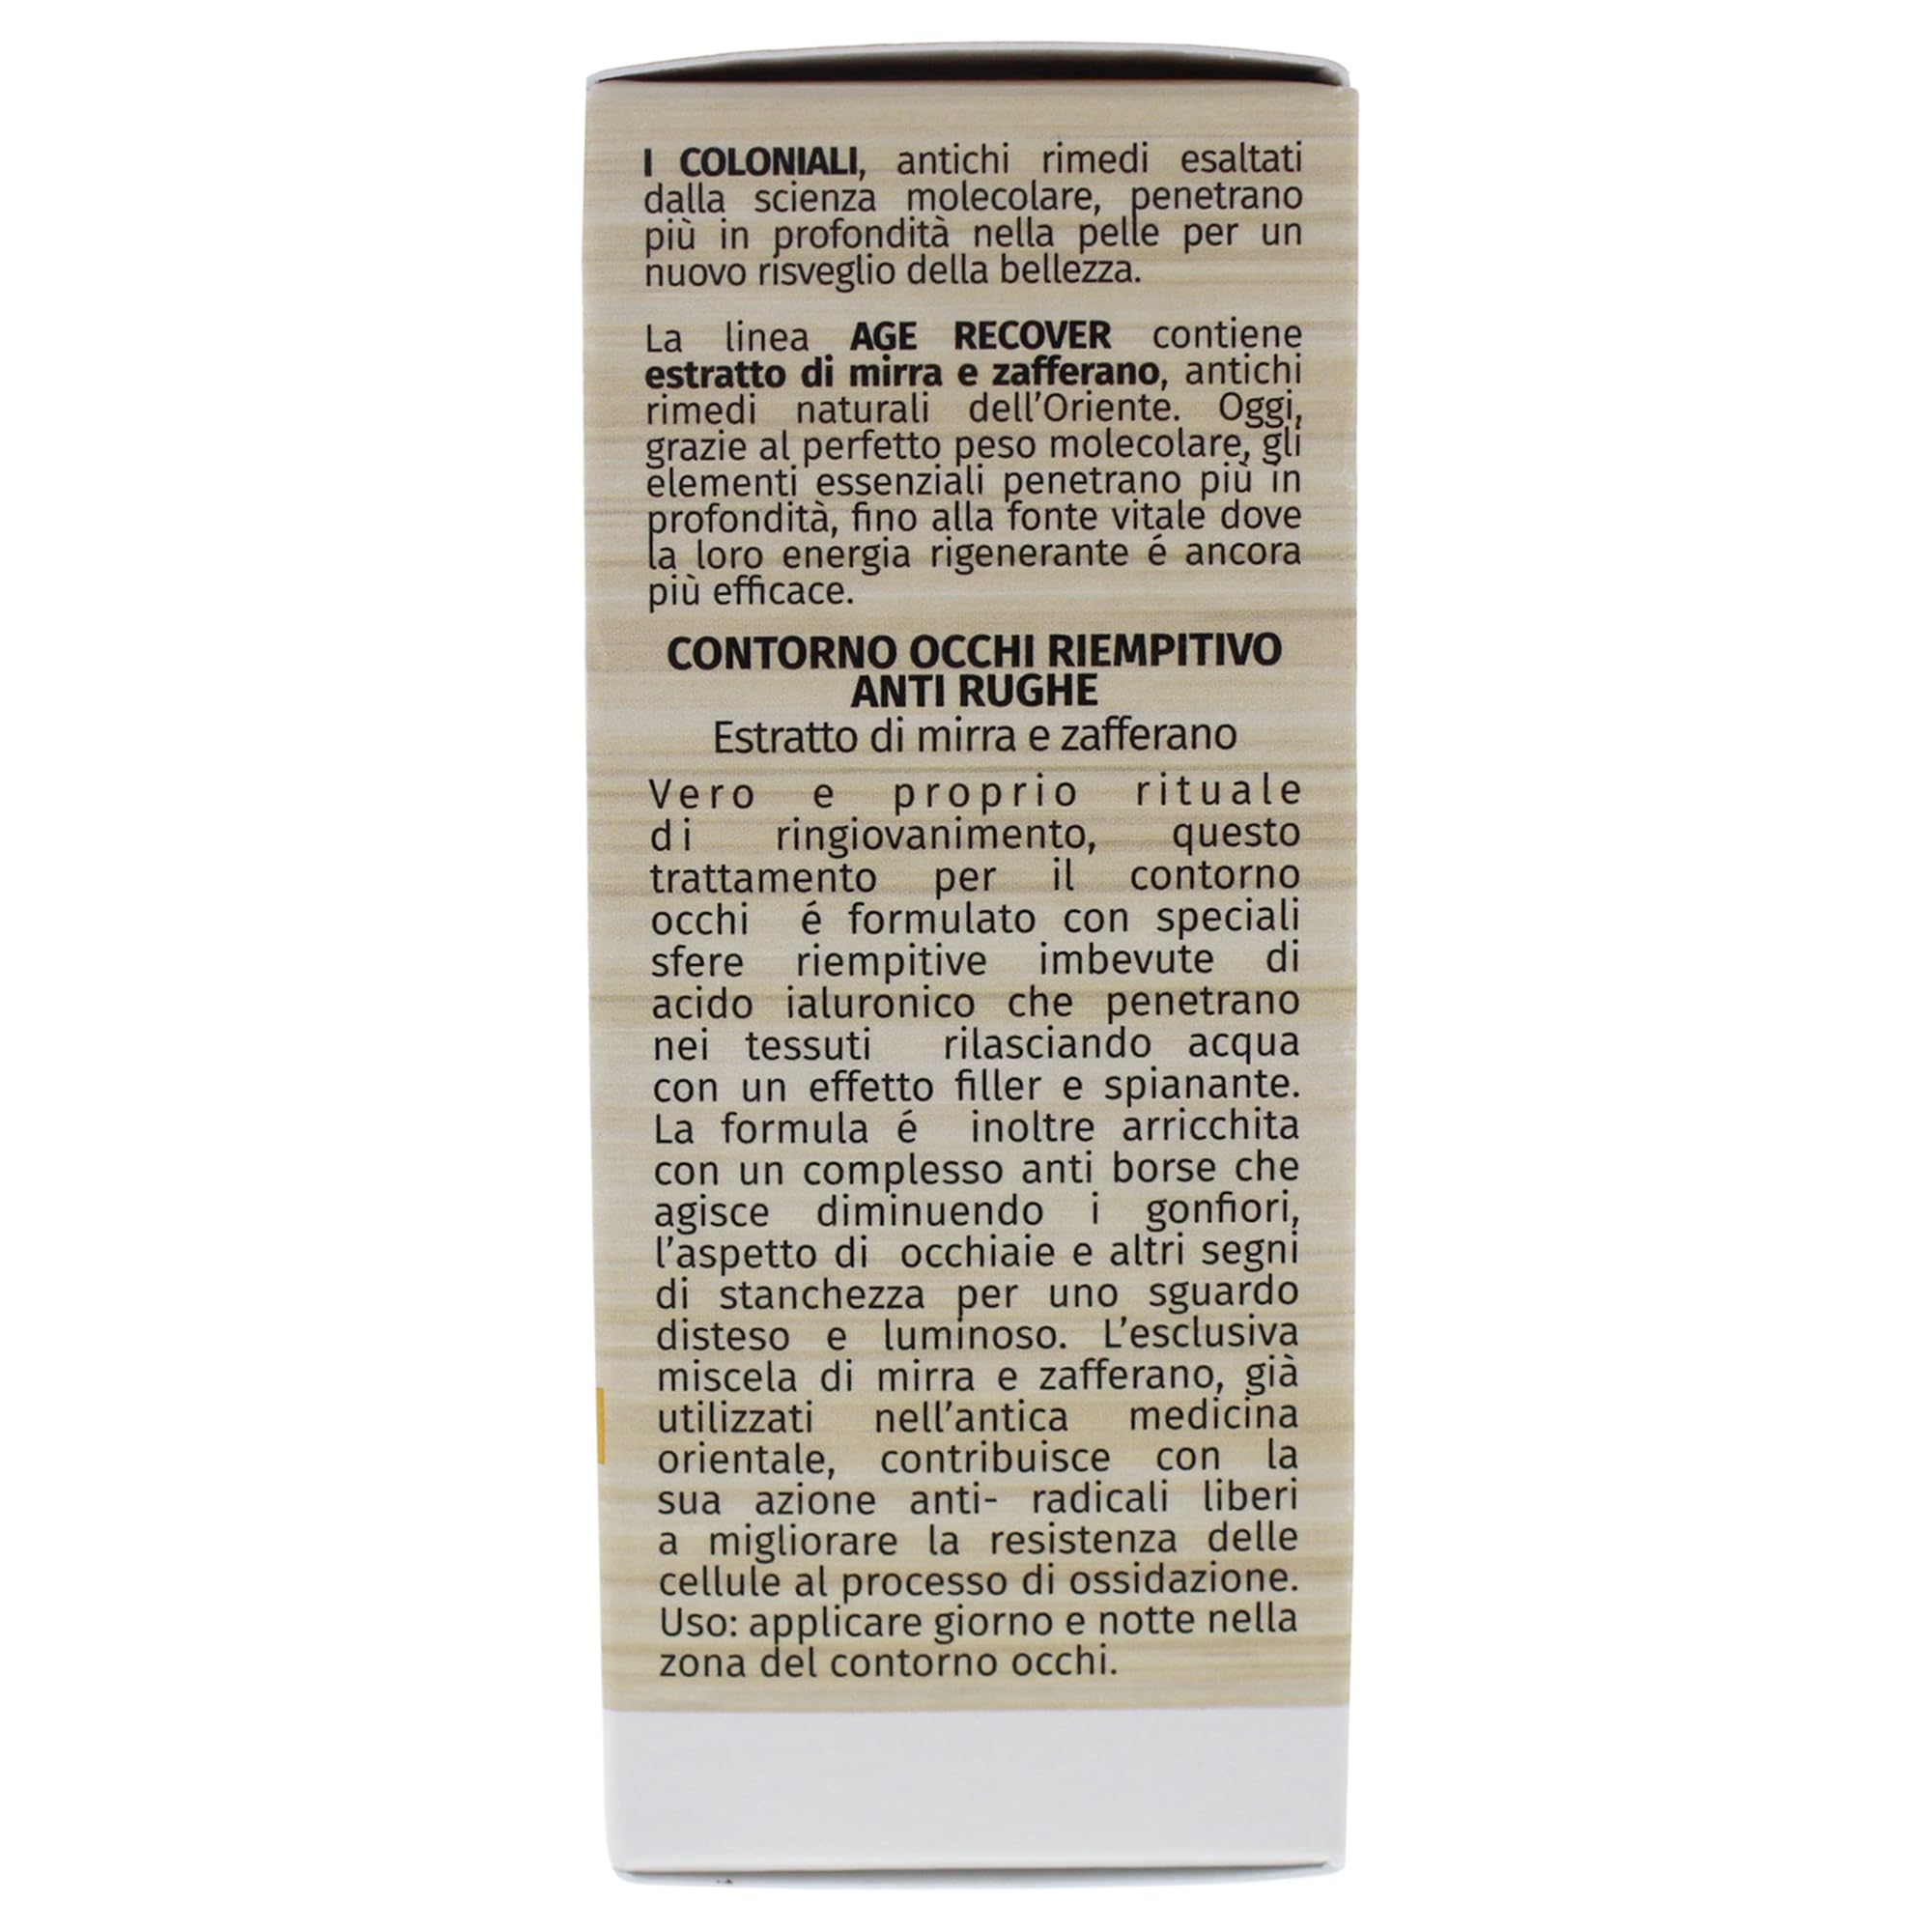 I COLONIALI, antichi rimedi esaltati
dalla scienza molecolare, penetrano
più in profondità nella pelle per un
nuovo risveglio della bellezza.
La linea AGE RECOVER contiene
estratto di mirra e zafferano, antichi
rimedi naturali dell'Oriente. Oggi,
grazie al perfetto peso molecolare, gli
elementi essenziali penetrano più in
profondità, fino alla fonte vitale dove
la loro energia rigenerante é ancora
più efficace.
CONTORNO OCCHI RIEMPITIVO
ANTI RUGHE
Estratto di mirra e zafferano
Vero e proprio rituale
di ringiovanimento, questo
trattamento per il contorno
occhi é formulato con speciali
sfere riempitive imbevute di
acido ialuronico che penetrano
nei tessuti rilasciando acqua
con un effetto filler e spianante.
La formula é inoltre arricchita
con un complesso anti borse che
agisce diminuendo i gonfiori,
l'aspetto di occhiaie e altri segni
di stanchezza per uno sguardo
disteso e luminoso. L'esclusiva
miscela di mirra e zafferano, già
utilizzati nell'antica medicina
orientale, contribuisce con la
sua azione anti- radicali liberi
a migliorare la resistenza delle
cellule al processo di ossidazione.
Uso: applicare giorno e notte nella
zona del contorno occhi.